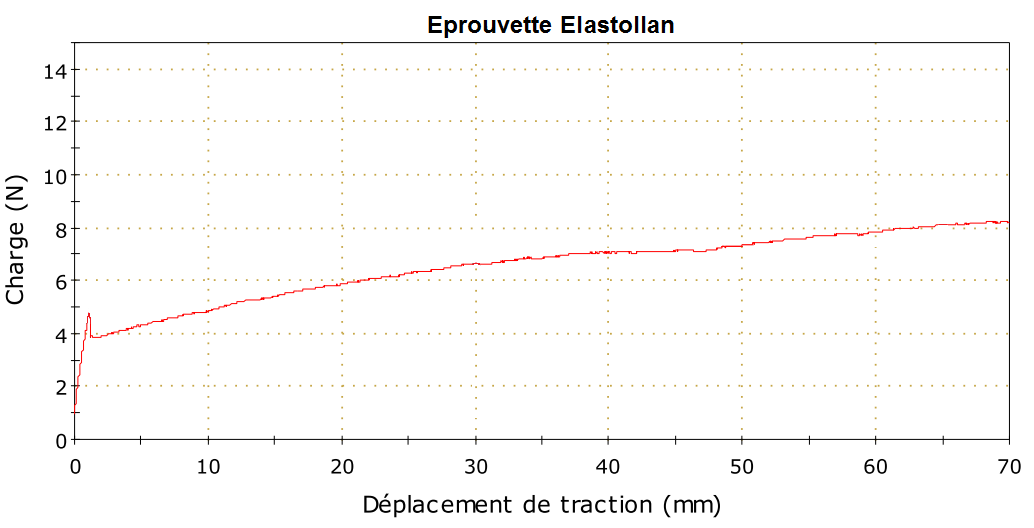 Eprouvette Elastollan
14
12
10
8
6
4
2
0
Charge (N)
0 10 20 30 40 50 60 70
Déplacement de traction (mm)